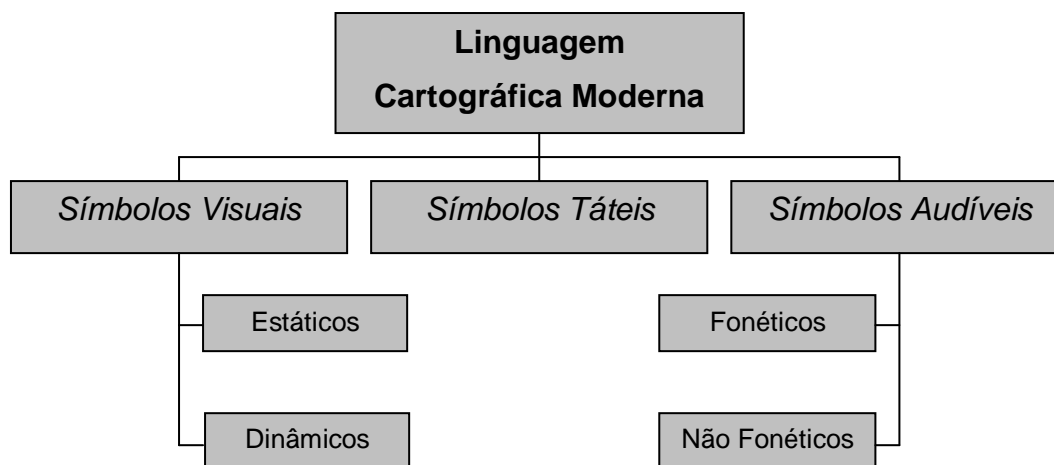 Linguagem
Cartográfica Moderna
Símbolos Visuais
Símbolos Táteis
Símbolos Audíveis
Estáticos
Fonéticos
Dinâmicos
Não Fonéticos